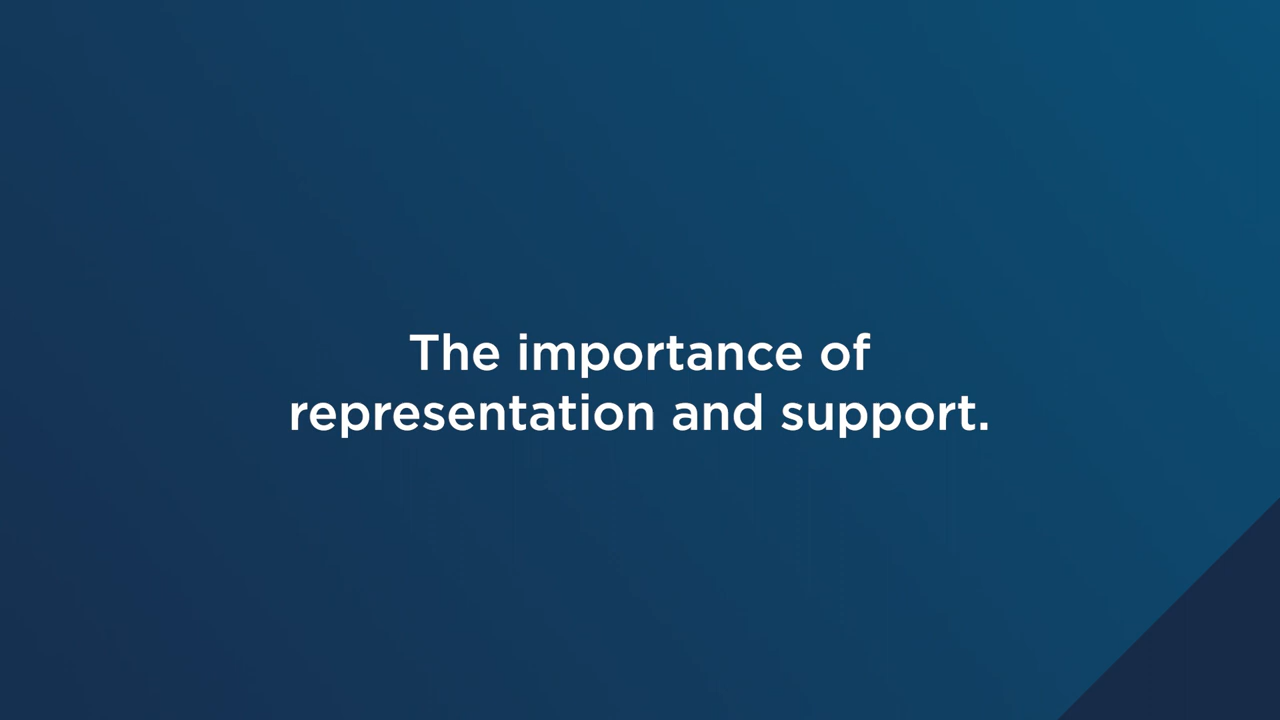 The importance of
representation and support.